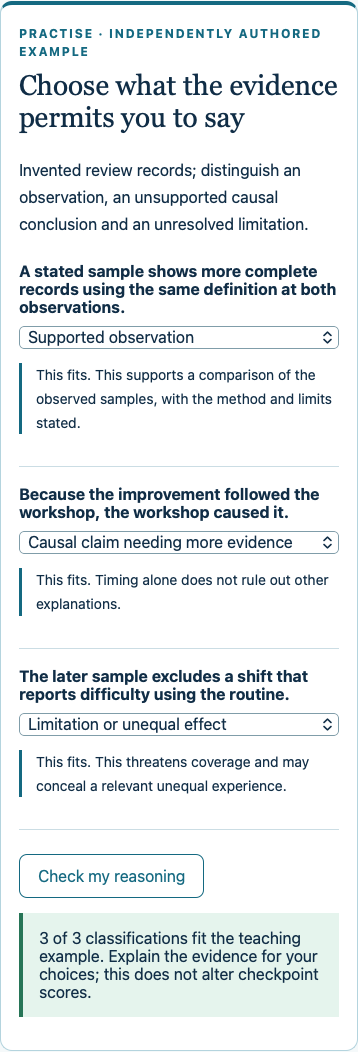 PRACTISE · INDEPENDENTLY AUTHORED
EXAMPLE
Choose what the evidence
permits you to say
Invented review records; distinguish an
observation, an unsupported causal
conclusion and an unresolved limitation.
A stated sample shows more complete
records using the same definition at both
observations.
Supported observation
This fits. This supports a comparison of the
observed samples, with the method and limits
stated.
Because the improvement followed the
workshop, the workshop caused it.
Causal claim needing more evidence
This fits. Timing alone does not rule out other
explanations.
The later sample excludes a shift that
reports difficulty using the routine.
Limitation or unequal effect
This fits. This threatens coverage and may
conceal a relevant unequal experience.
Check my reasoning
3 of 3 classifications fit the teaching
example. Explain the evidence for your
choices; this does not alter checkpoint
scores.